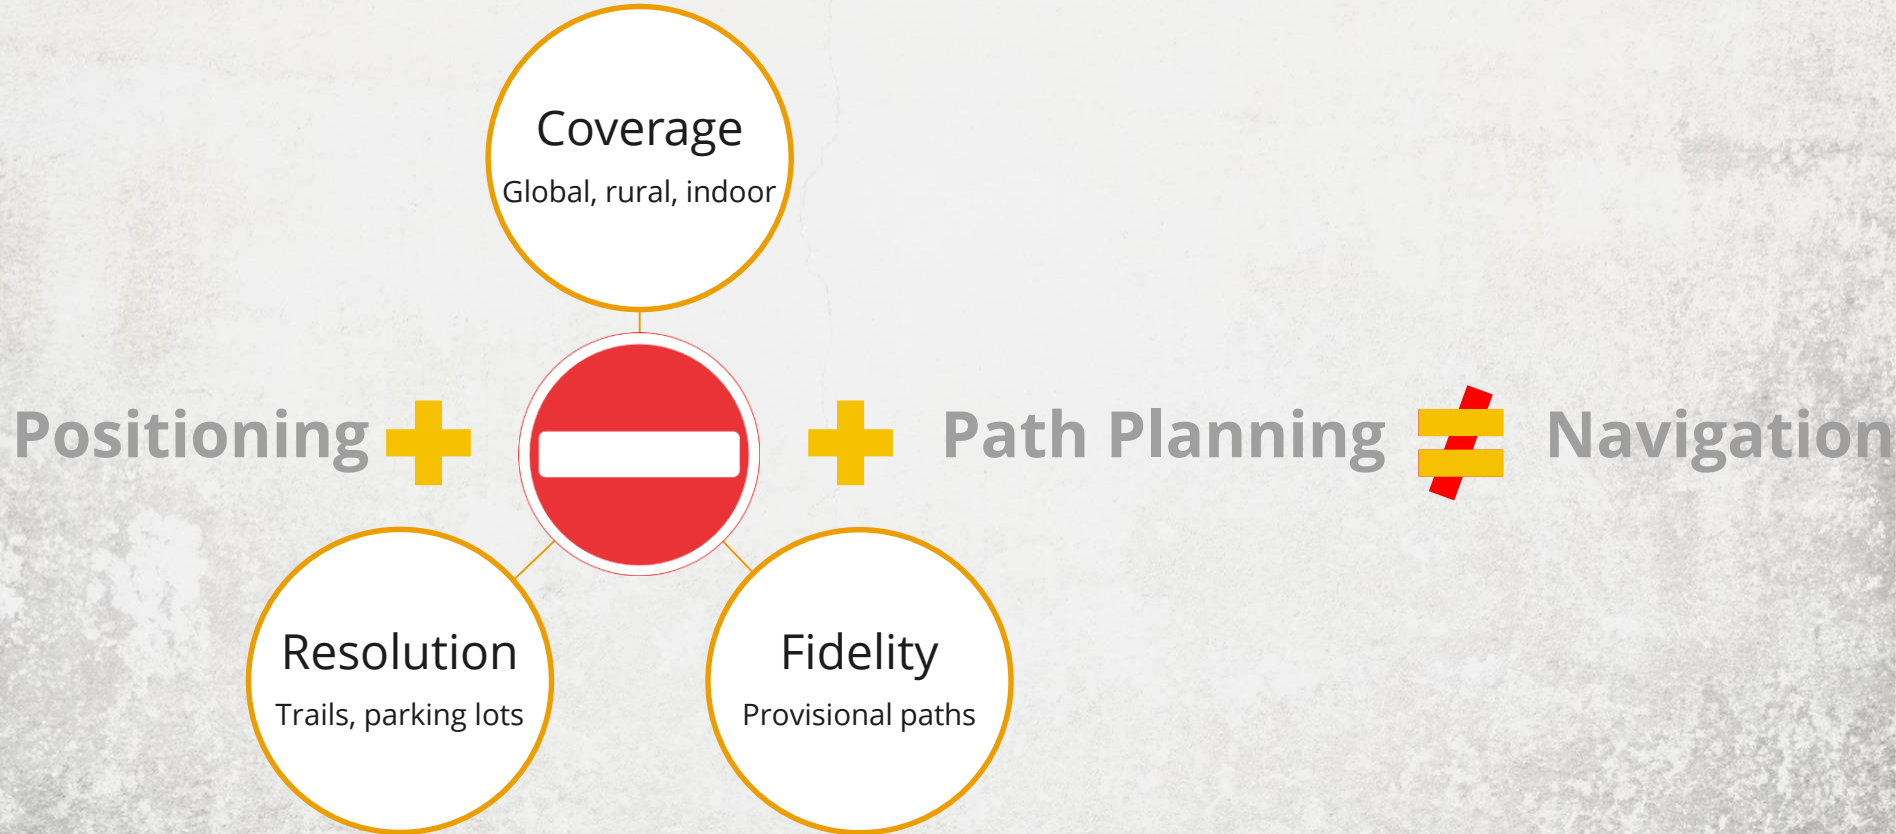 Coverage
Global, rural, indoor
Positioning + + Path Planning ≠ Navigation
Resolution
Trails, parking lots
Fidelity
Provisional paths